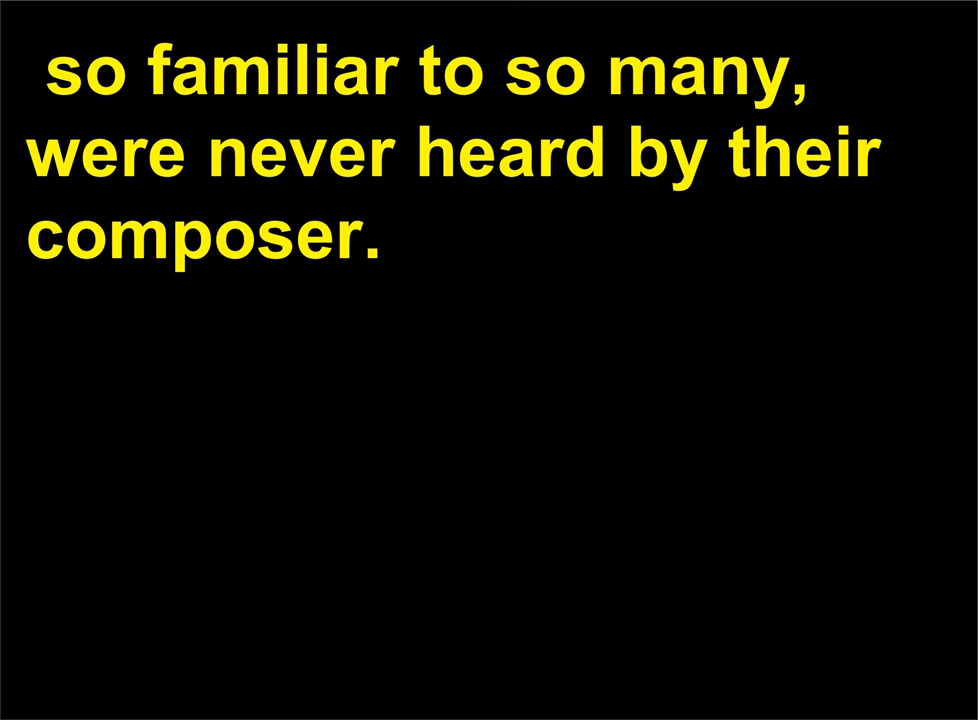 so familiar to so many,
were never heard by their
composer.